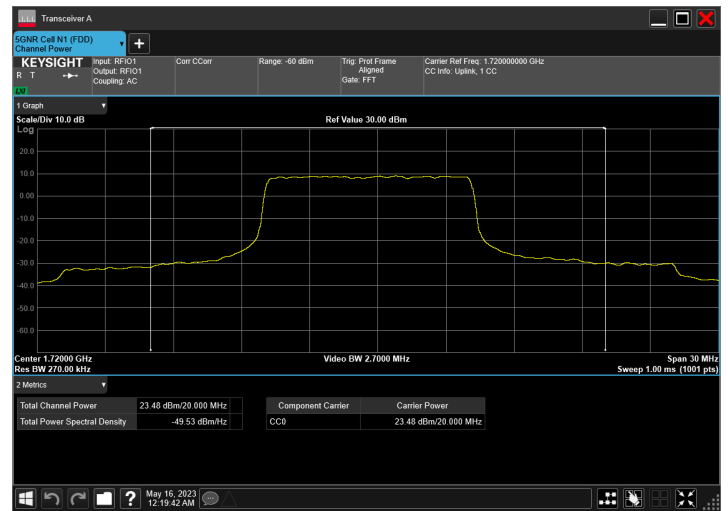 Transceiver A
5GNR Cell N1 (FDD)
Channel Power
KEYSIGHT
R T
LXI
Input: RFIO1
Output: RFIO1
Coupling: AC
Corr CCorr
Range: -60 dBm
Trig: Prot Frame
Aligned
Gate: FFT
Carrier Ref Freq: 1.720000000 GHz
CC Info: Uplink, 1 CC
1 Graph
Scale/Div 10.0 dB
Ref Value 30.00 dBm
Log
20.0
10.0
0.00
-10.0
-20.0
-30.0
-40.0
-50.0
-60.0
Center 1.72000 GHz
Video BW 2.7000 MHz
Span 30 MHz
Res BW 270.00 kHz
Sweep 1.00 ms (1001 pts)
2 Metrics
Total Channel Power 23.48 dBm/20.000 MHz
Total Power Spectral Density -49.53 dBm/Hz
Component Carrier Carrier Power
CC0 23.48 dBm/20.000 MHz
?
May 16, 2023
12:19:42 AM